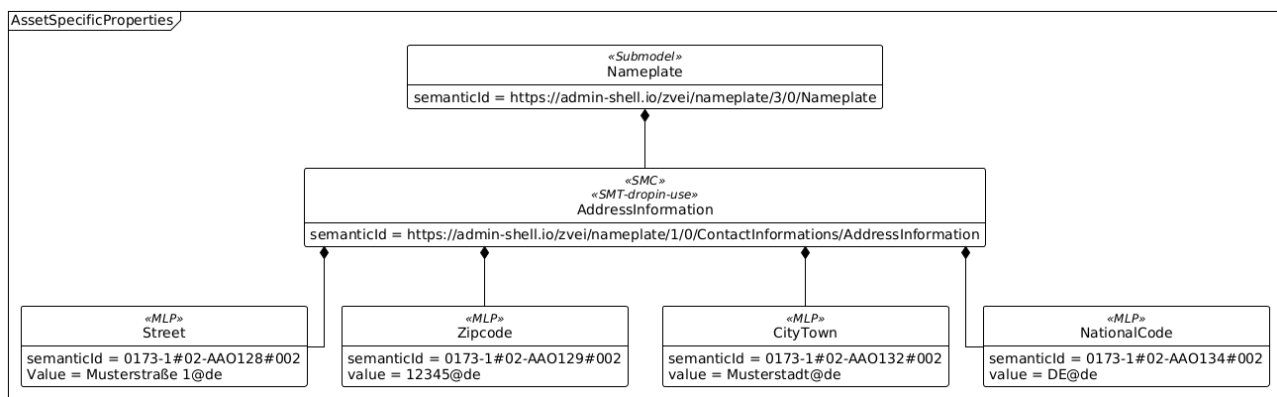 AssetSpecificProperties
«Submodel»
Nameplate
semanticId = https://admin-shell.io/zvei/nameplate/3/0/Nameplate
«SMC»
«SMT-dropin-use»
AddressInformation
semanticId = https://admin-shell.io/zvei/nameplate/1/0/ContactInformations/AddressInformation
«MLP»
Street
semanticId = 0173-1#02-AAO128#002
Value = Musterstraße 1@de
«MLP»
Zipcode
semanticId = 0173-1#02-AAO129#002
value = 12345@de
«MLP»
CityTown
semanticId = 0173-1#02-AAO132#002
value = Musterstadt@de
«MLP»
NationalCode
semanticId = 0173-1#02-AAO134#002
value = DE@de